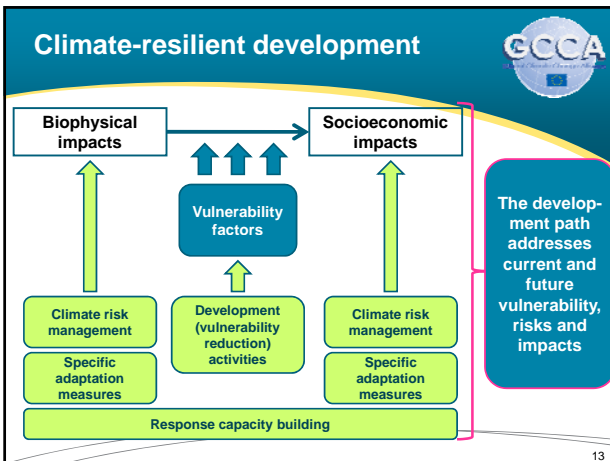 Climate-resilient development
GCCA
Biophysical
impacts
Socioeconomic
impacts
Vulnerability
factors
The develop-
ment path
addresses
current and
future
vulnerability,
risks and
impacts
Climate risk
management
Development
(vulnerability
reduction)
activities
Climate risk
management
Specific
adaptation
measures
Specific
adaptation
measures
Response capacity building
13